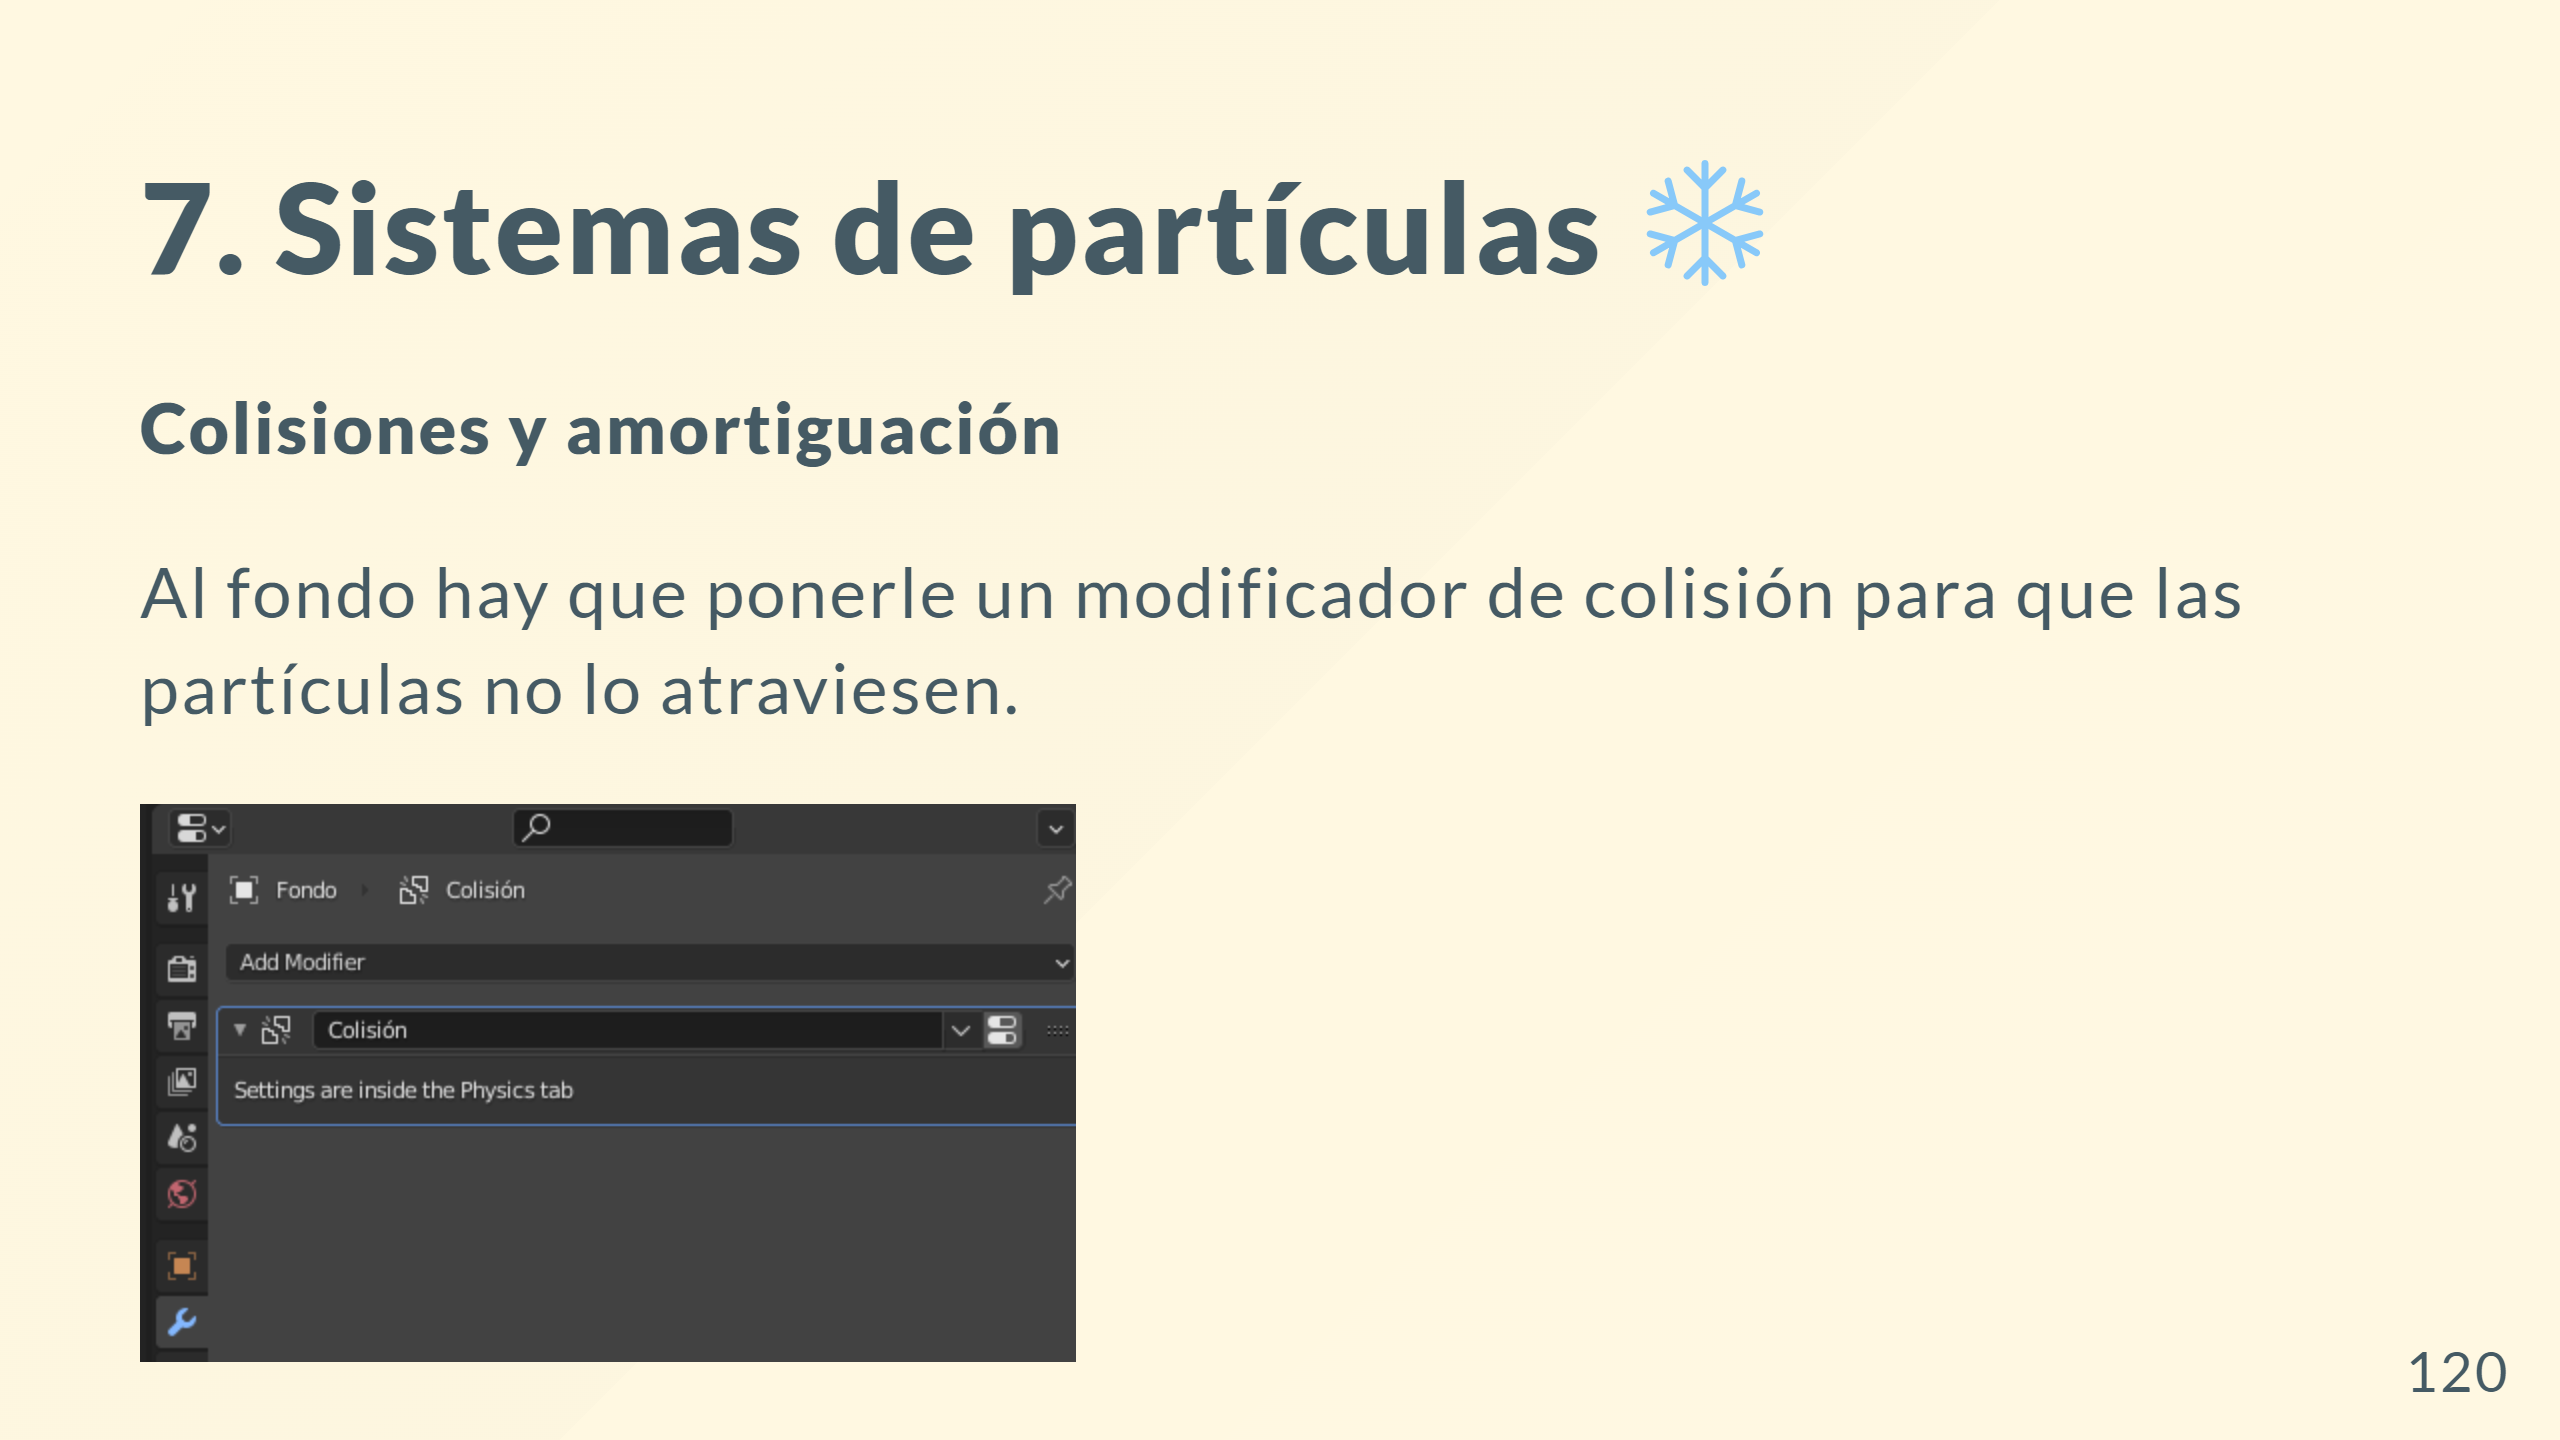 7. Sistemas de partículas ❄
Colisiones y amortiguación
Al fondo hay que ponerle un modificador de colisión para que las
partículas no lo atraviesen.
Fondo Colisión
Add Modifier
Colisión
Settings are inside the Physics tab
120